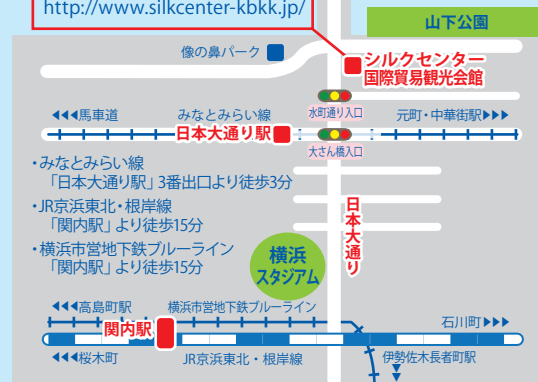 http://www.silkcenter-kbkk.jp/
山下公園
像の鼻パーク
シルクセンター
国際貿易観光会館
水町通り入口
◀◀◀馬車道
みなとみらい線
元町・中華街駅▶▶▶
日本大通り駅
大さん橋入口
・みなとみらい線
「日本大通り駅」3番出口より徒歩3分
・JR京浜東北・根岸線
「関内駅」より徒歩15分
・横浜市営地下鉄ブルーライン
「関内駅」より徒歩15分
日本大通り
横浜
スタジアム
◀◀◀高島町駅
横浜市営地下鉄ブルーライン
石川町▶▶▶
関内駅
◀◀◀桜木町
JR京浜東北・根岸線
伊勢佐木長者町駅